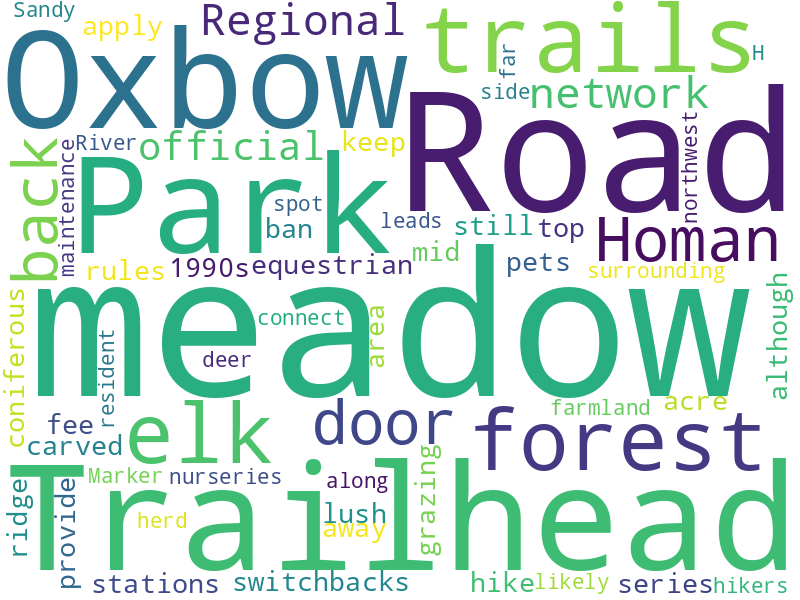 Sandy
apply
Regional
trails
far
H
Oxbow
side
network
Road
back
maintenance
River
official
keep
northwest
Park
spot
ban
leads
still
top
Homan
rules
1990s
equestrian
mid
pets
surrounding
meadow
coniferous
resident
connect
area
although
deer
elk
door
farmland
acre
fee
carved
forest
Trailhead
ridge
provide
Marker
nurseries
along
grazing
herd
lush
away
stations
switchbacks
hike
likely
series
hikers